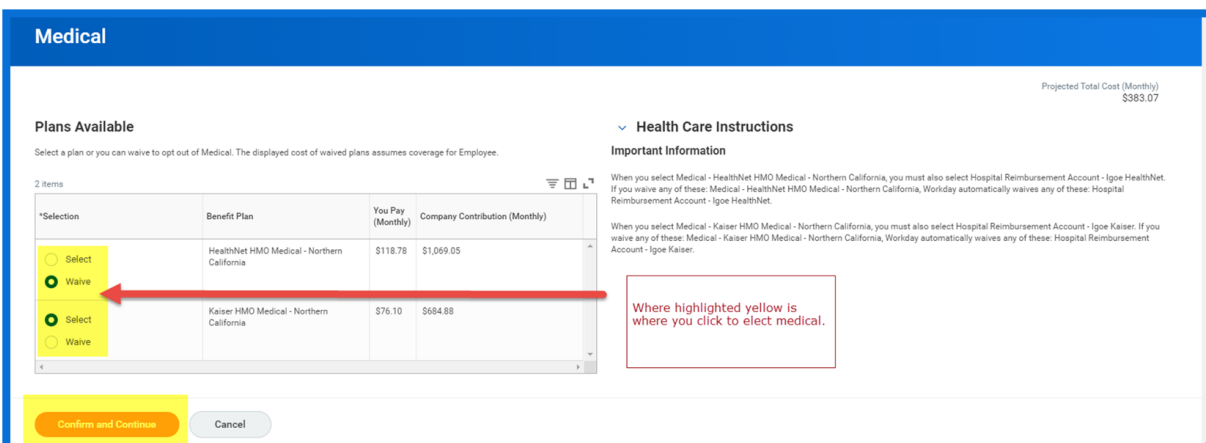 Medical
Projected Total Cost (Monthly)
$383.07
Plans Available
Select a plan or you can waive to opt out of Medical. The displayed cost of waived plans assumes coverage for Employee.
2 items
*Selection
Benefit Plan
You Pay
(Monthly)
Company Contribution (Monthly)
Select
Waive
HealthNet HMO Medical - Northern
California
$118.78
$1,069.05
Select
Waive
Kaiser HMO Medical - Northern
California
$76.10
$684.88
Health Care Instructions
Important Information
When you select Medical - HealthNet HMO Medical - Northern California, you must also select Hospital Reimbursement Account - Igoe HealthNet.
If you waive any of these: Medical - HealthNet HMO Medical - Northern California, Workday automatically waives any of these: Hospital
Reimbursement Account - Igoe HealthNet.
When you select Medical - Kaiser HMO Medical - Northern California, you must also select Hospital Reimbursement Account - Igoe Kaiser. If you
waive any of these: Medical - Kaiser HMO Medical - Northern California, Workday automatically waives any of these: Hospital Reimbursement
Account - Igoe Kaiser.
Where highlighted yellow is
where you click to elect medical.
Confirm and Continue
Cancel